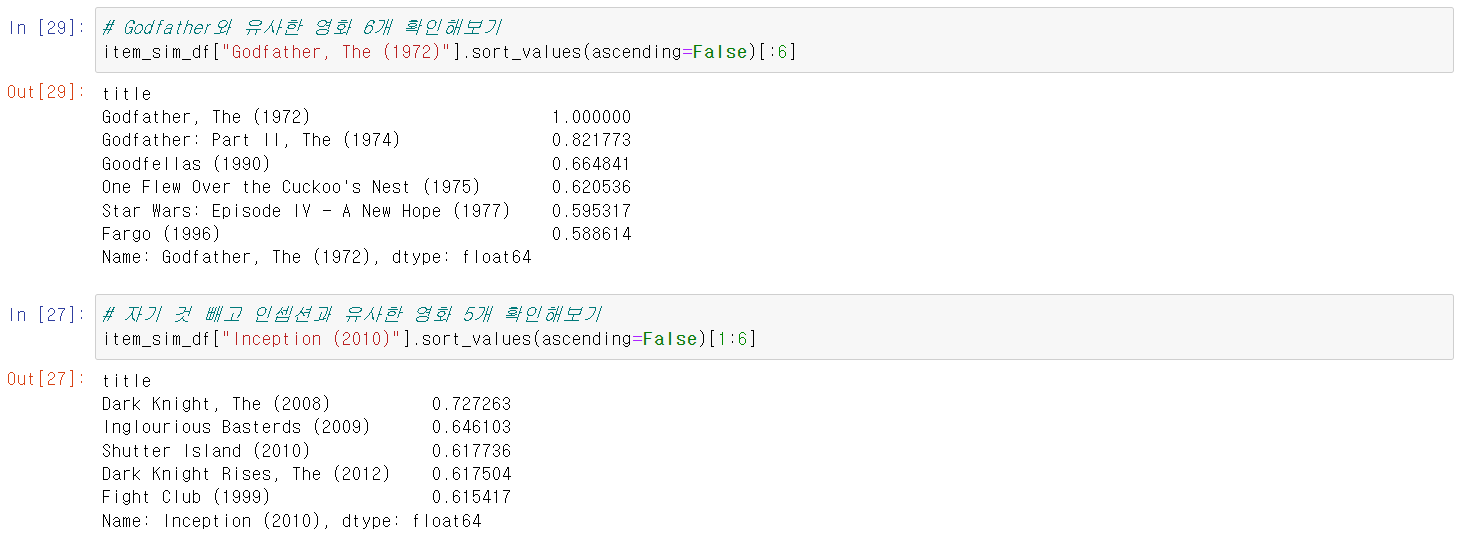 In [29]: # Godfather와 유사한 영화 6개 확인해보기
item_sim_df["Godfather, The (1972)"].sort_values(ascending=False)[:6]
Out[29]: title
Godfather, The (1972) 1.000000
Godfather: Part II, The (1974) 0.821773
Goodfellas (1990) 0.664841
One Flew Over the Cuckoo's Nest (1975) 0.620536
Star Wars: Episode IV - A New Hope (1977) 0.595317
Fargo (1996) 0.588614
Name: Godfather, The (1972), dtype: float64
In [27]: # 자기 것 빼고 인셉션과 유사한 영화 5개 확인해보기
item_sim_df["Inception (2010)"].sort_values(ascending=False)[1:6]
Out[27]: title
Dark Knight, The (2008) 0.727263
Inglourious Basterds (2009) 0.646103
Shutter Island (2010) 0.617736
Dark Knight Rises, The (2012) 0.617504
Fight Club (1999) 0.615417
Name: Inception (2010), dtype: float64